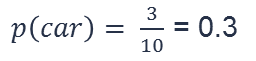 p(car) = 3/10 = 0.3